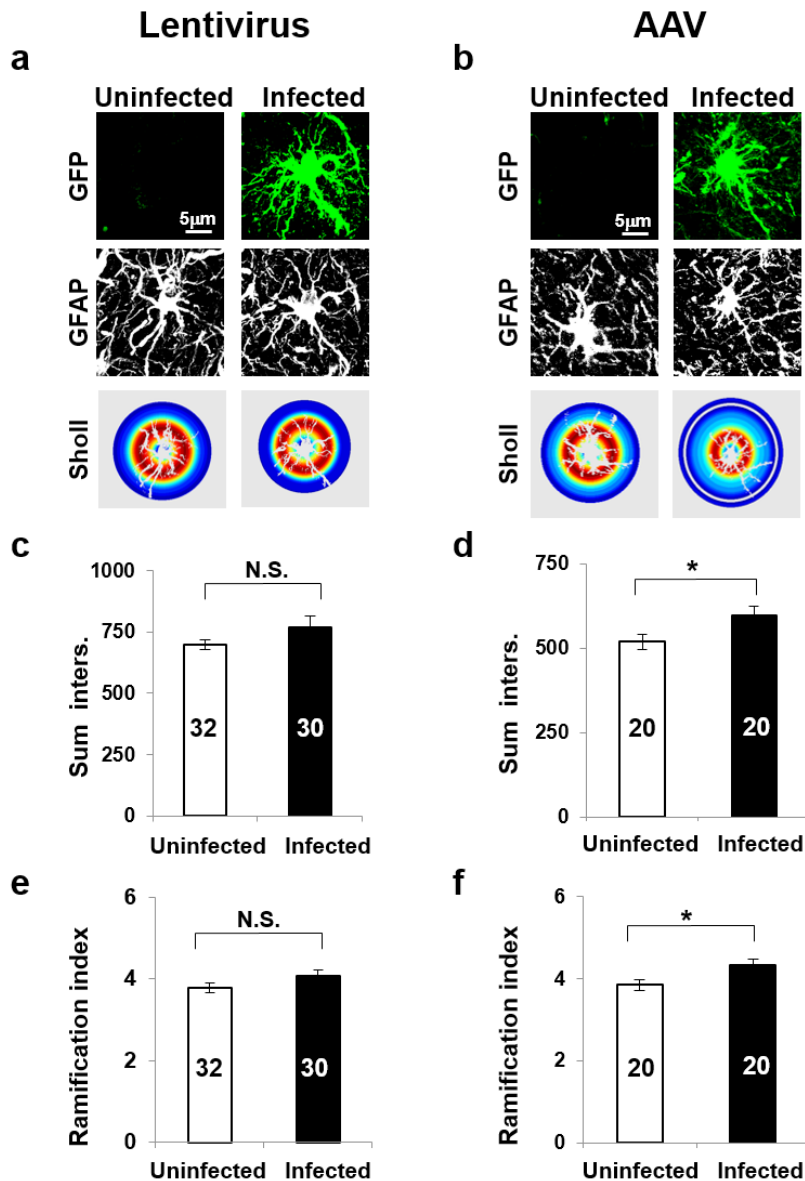 Lentivirus AAV
a b
Uninfected Infected Uninfected Infected
GFP GFP
5μm 5μm
GFAP GFAP
Sholl Sholl
c d
Sum inters.
1000
750
500
250
0
N.S.
32 30
Uninfected Infected
Sum inters.
750
500
250
0
*
20 20
Uninfected Infected
e f
Ramification index
6
4
2
0
N.S.
32 30
Uninfected Infected
Ramification index
6
4
2
0
*
20 20
Uninfected Infected